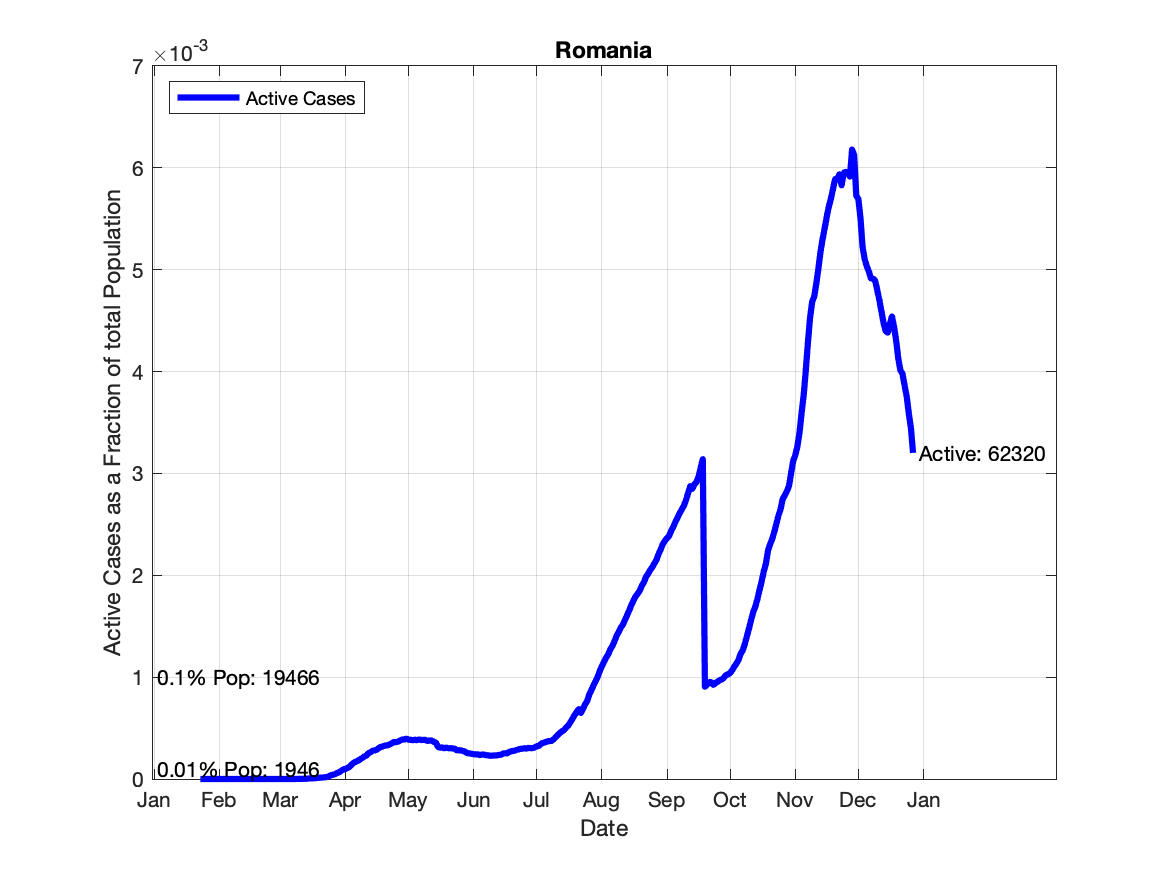 Romania
×10-3
7
Active Cases
6
5
4
3
2
1
0
Active Cases as a Fraction of total Population
Active: 62320
0.1% Pop: 19466
0.01% Pop: 1946
Jan Feb Mar Apr May Jun Jul Aug Sep Oct Nov Dec Jan
Date